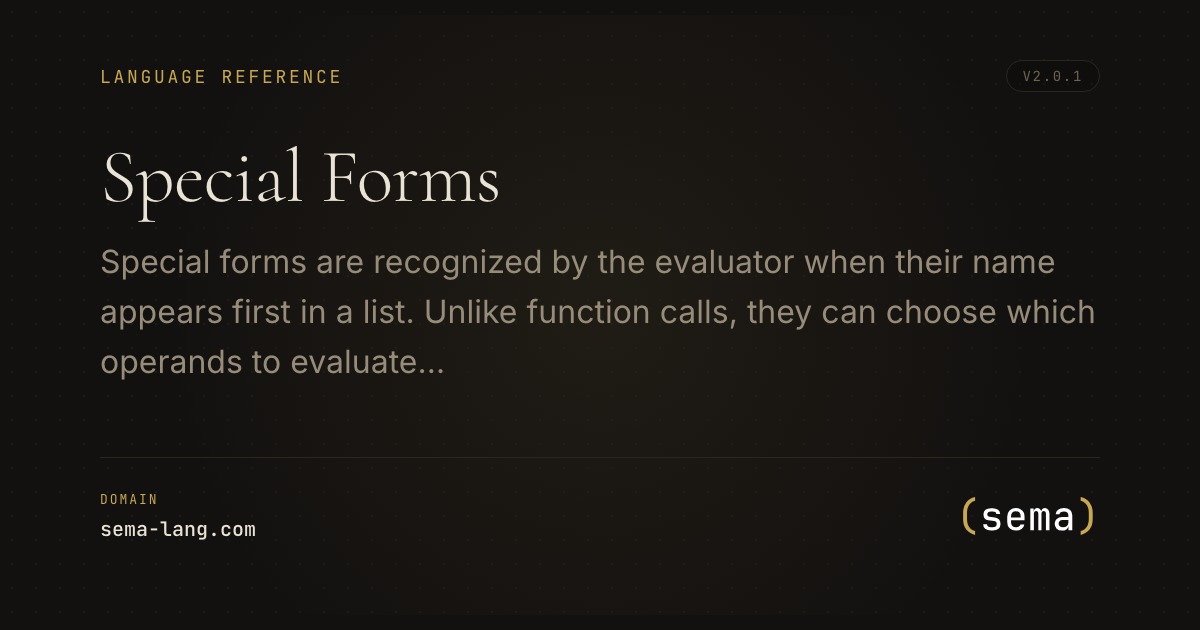 LANGUAGE REFERENCE
V2.0.1
Special Forms
Special forms are recognized by the evaluator when their name
appears first in a list. Unlike function calls, they can choose which
operands to evaluate...
DOMAIN
sema-lang.com
(sema)